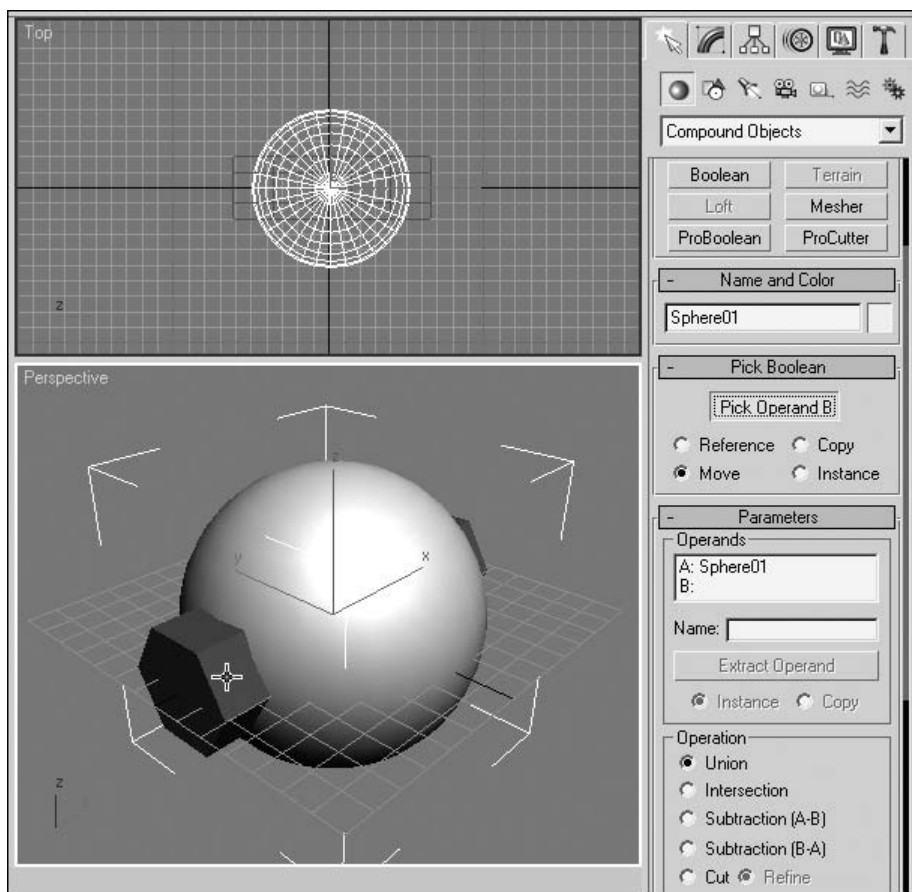 Top
z
Perspective
z
y
x
z
Compound Objects
Boolean
Terrain
Loft
Mesher
ProBoolean
ProCutter
- Name and Color
Sphere01
- Pick Boolean
Pick Operand B
Reference
Copy
Move
Instance
- Parameters
Operands
A: Sphere01
B:
Name:
Extract Operand
Instance
Copy
Operation
Union
Intersection
Subtraction (A-B)
Subtraction (B-A)
Cut
Refine